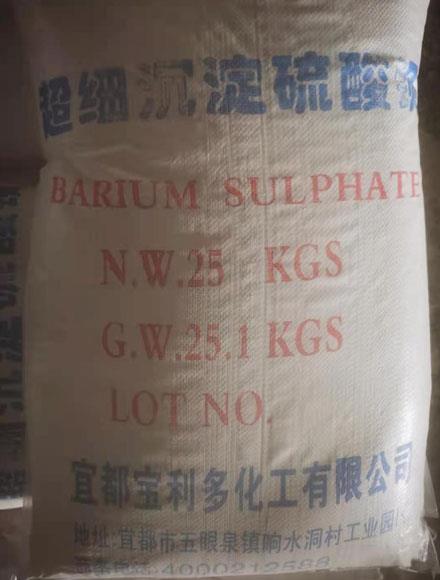 超细沉淀硫酸钡
BARIUM SULPHATE
N.W.25 KGS
G.W.25.1 KGS
LOT NO.
宜都宝利多化工有限公司
地址:宜都市五眼泉镇响水洞村工业园
4000212588